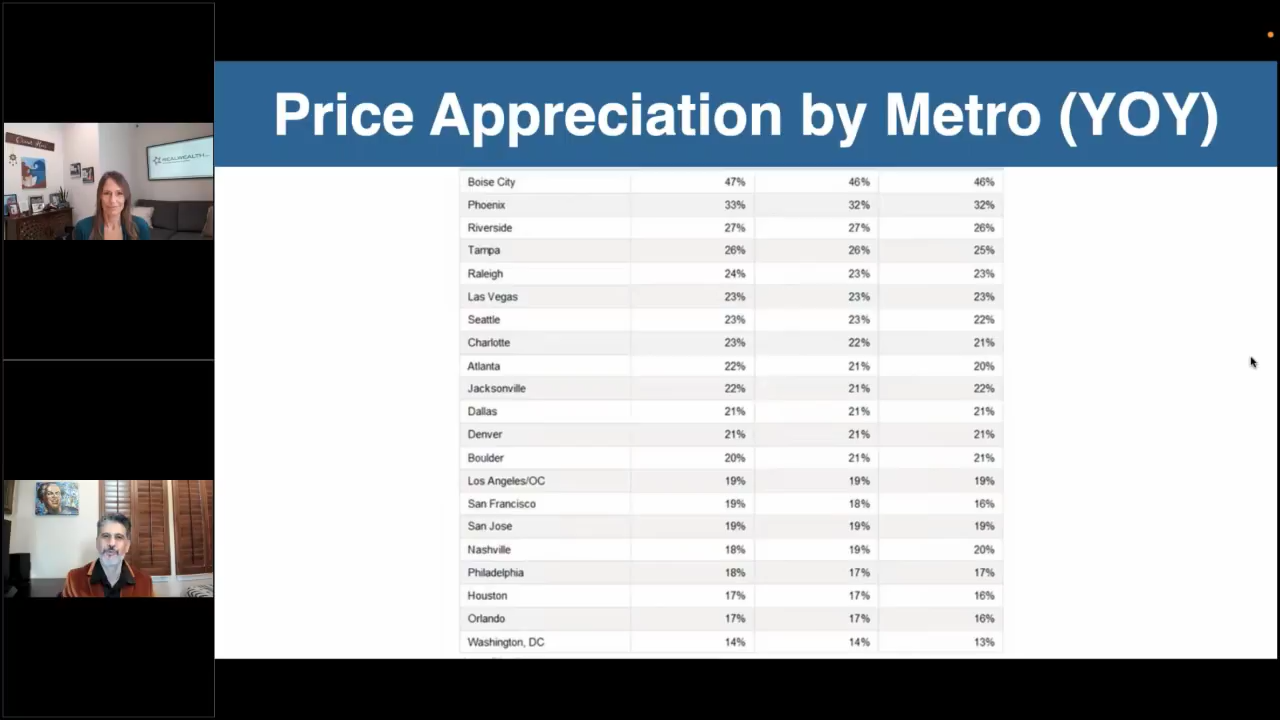 Price Appreciation by Metro (YOY)
Boise City 47% 46% 46%
Phoenix 33% 32% 32%
Riverside 27% 27% 26%
Tampa 26% 26% 25%
Raleigh 24% 23% 23%
Las Vegas 23% 23% 23%
Seattle 23% 23% 22%
Charlotte 23% 22% 21%
Atlanta 22% 21% 20%
Jacksonville 22% 21% 22%
Dallas 21% 21% 21%
Denver 21% 21% 21%
Boulder 20% 21% 21%
Los Angeles/OC 19% 19% 19%
San Francisco 19% 18% 16%
San Jose 19% 19% 19%
Nashville 18% 19% 20%
Philadelphia 18% 17% 17%
Houston 17% 17% 16%
Orlando 17% 17% 16%
Washington, DC 14% 14% 13%
REALWEALTH